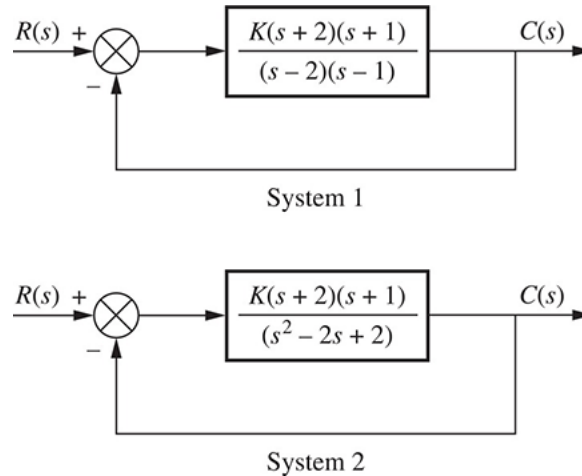 R(s) + K(s + 2)(s + 1) C(s)
(s − 2)(s − 1)
−
System 1
R(s) + K(s + 2)(s + 1) C(s)
(s² − 2s + 2)
−
System 2